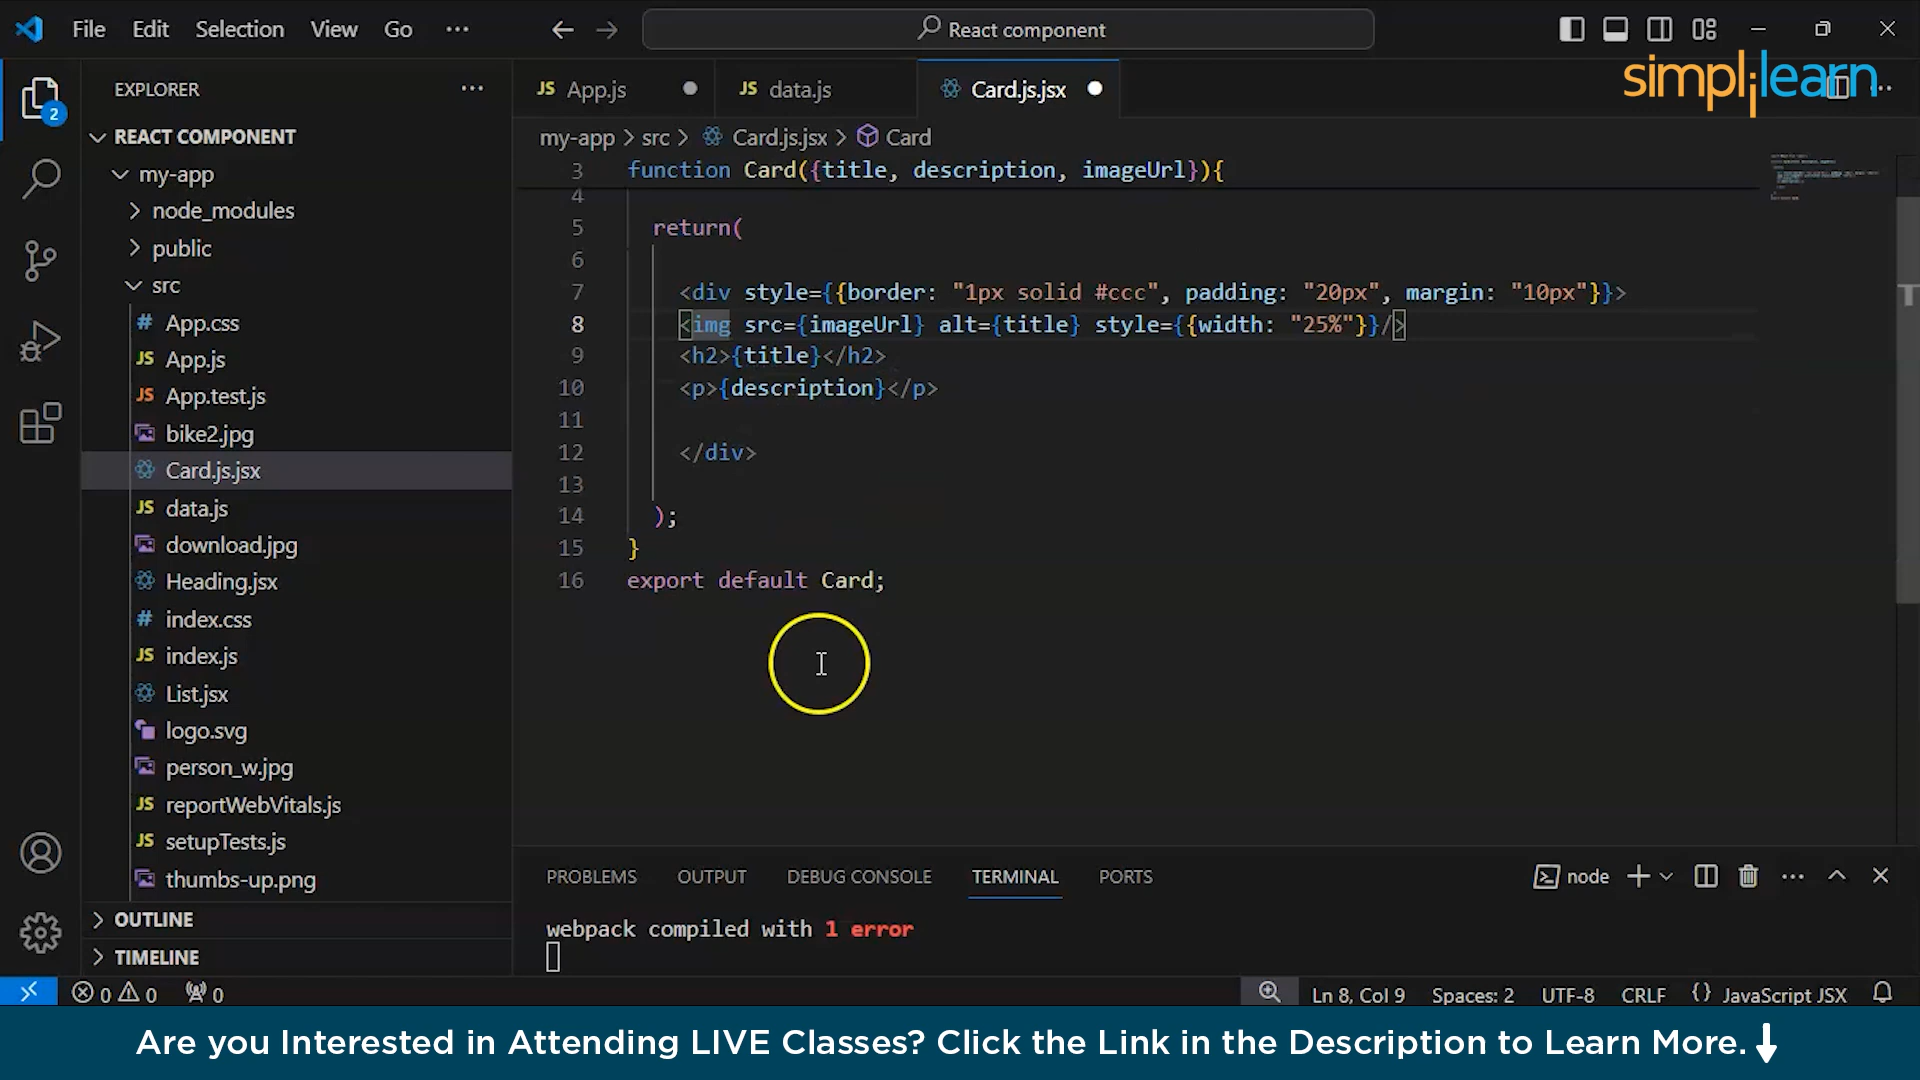 File Edit Selection View Go ···
React component
simplilearn
EXPLORER ···
JS App.js
JS data.js
Card.js.jsx
my-app > src > Card.js.jsx > Card
2
REACT COMPONENT
my-app
node_modules
public
src
# App.css
JS App.js
JS App.test.js
bike2.jpg
Card.js.jsx
JS data.js
download.jpg
Heading.jsx
# index.css
JS index.js
List.jsx
logo.svg
person_w.jpg
JS reportWebVitals.js
JS setupTests.js
thumbs-up.png
OUTLINE
TIMELINE
3 function Card({title, description, imageUrl}){
4
5 return(
6
7 <div style={{border: "1px solid #ccc", padding: "20px", margin: "10px"}}>
8 <img src={imageUrl} alt={title} style={{width: "25%"}}/>
9 <h2>{title}</h2>
10 <p>{description}</p>
11
12 </div>
13
14 );
15 }
16 export default Card;
PROBLEMS OUTPUT DEBUG CONSOLE TERMINAL PORTS
node
webpack compiled with 1 error
0 0 0
Ln 8, Col 9 Spaces: 2 UTF-8 CRLF {} JavaScript JSX
Are you Interested in Attending LIVE Classes? Click the Link in the Description to Learn More.